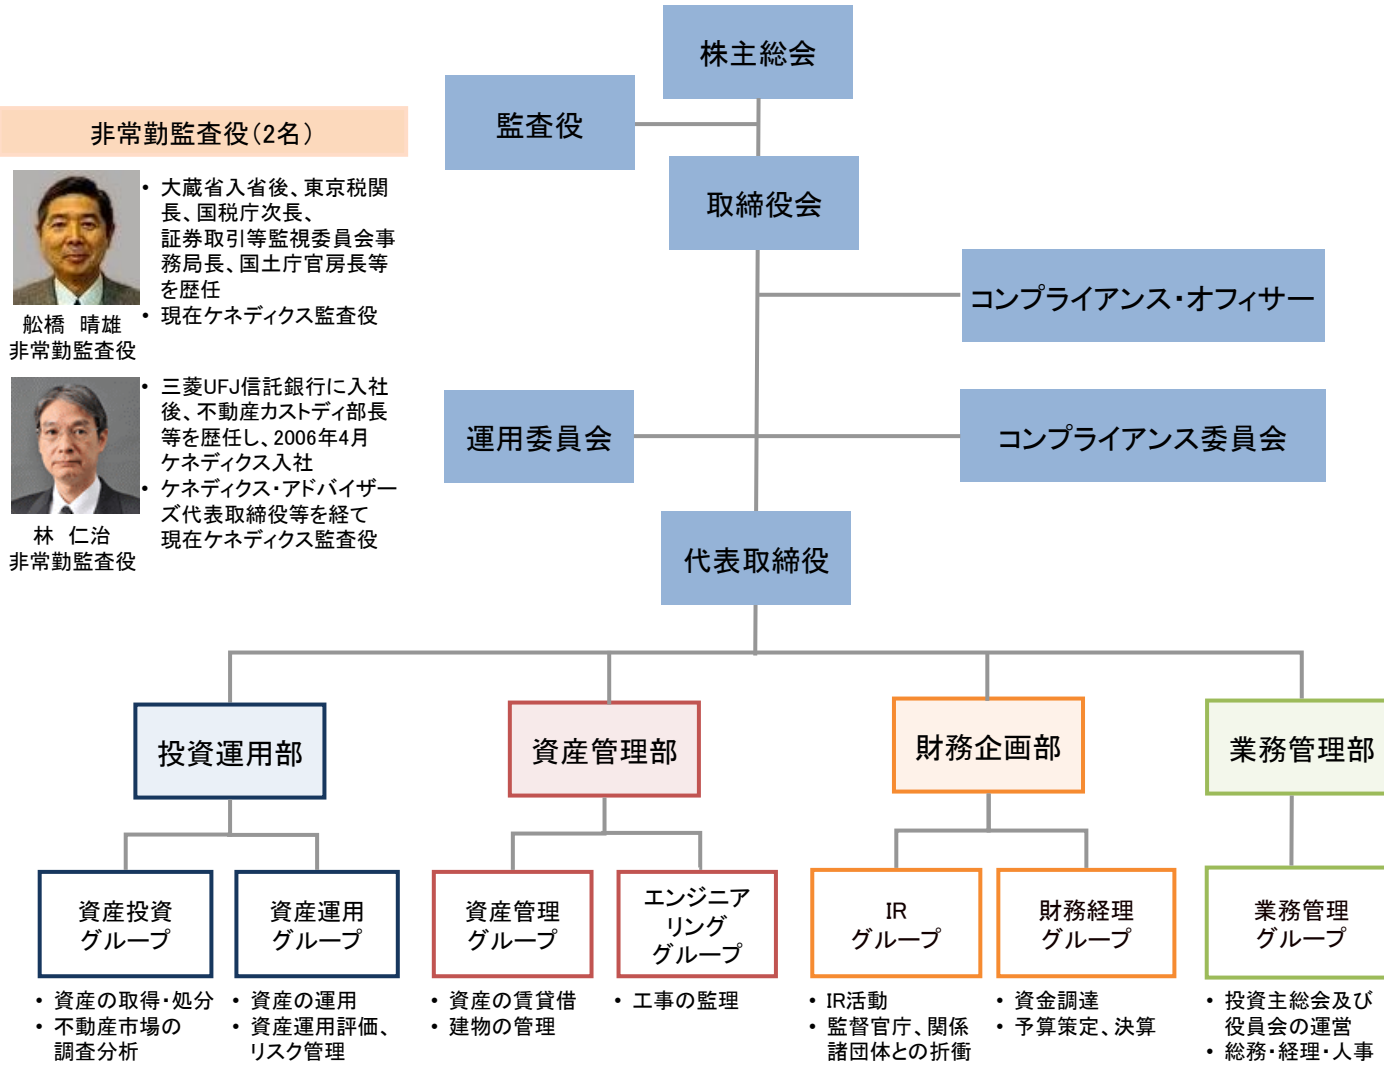 株主総会
監査役
取締役会
コンプライアンス・オフィサー
運用委員会
コンプライアンス委員会
代表取締役
非常勤監査役(2名)
• 大蔵省入省後、東京税関
長、国税庁次長、
証券取引等監視委員会事
務局長、国土庁官房長等
を歴任
• 現在ケネディクス監査役
舩橋 晴雄
非常勤監査役
• 三菱UFJ信託銀行に入社
後、不動産カストディ部長
等を歴任し、2006年4月
ケネディクス入社
• ケネディクス・アドバイザー
ズ代表取締役等を経て
現在ケネディクス監査役
林 仁治
非常勤監査役
投資運用部
資産管理部
財務企画部
業務管理部
資産投資
グループ
資産運用
グループ
資産管理
グループ
エンジニア
リング
グループ
IR
グループ
財務経理
グループ
業務管理
グループ
• 資産の取得・処分
• 不動産市場の
調査分析
• 資産の運用
• 資産運用評価、
リスク管理
• 資産の賃貸借
• 建物の管理
• 工事の監理
• IR活動
• 監督官庁、関係
諸団体との折衝
• 資金調達
• 予算策定、決算
• 投資主総会及び
役員会の運営
• 総務・経理・人事